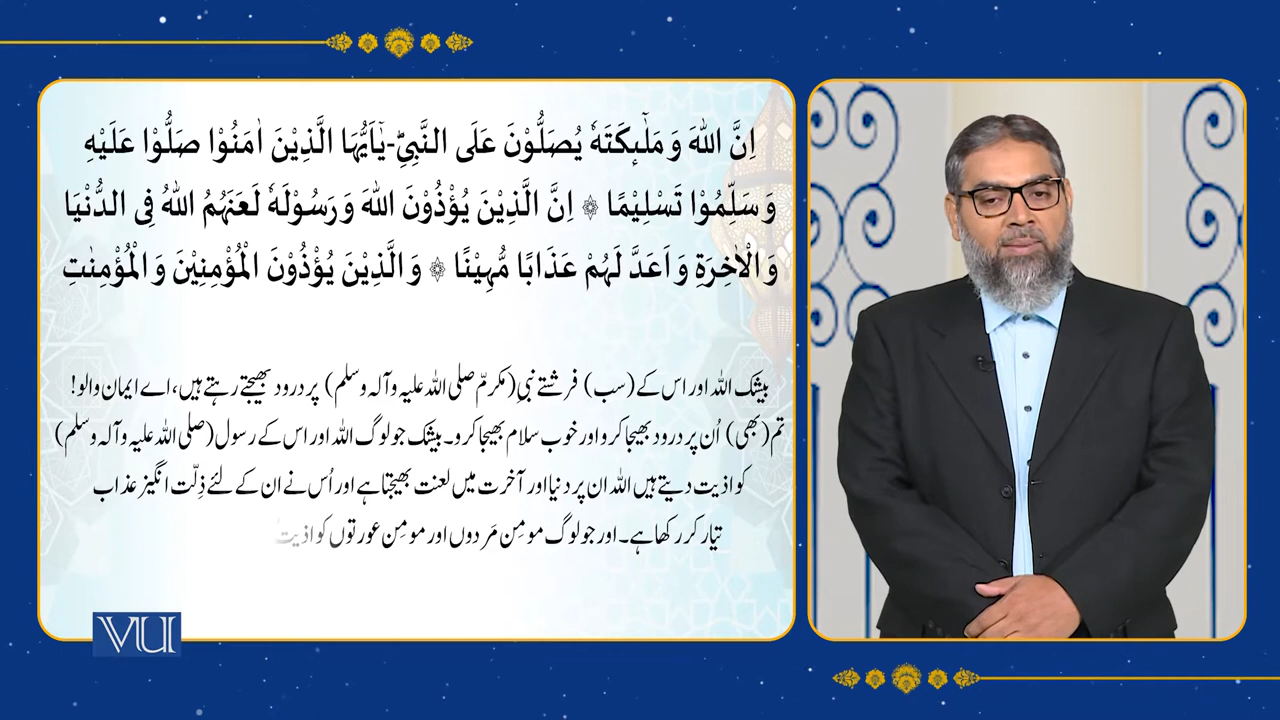 اِنَّ اللّٰهَ وَ مَلٰٓىٕكَتَهٗ یُصَلُّوْنَ عَلَى النَّبِیِّؕ-یٰۤاَیُّهَا الَّذِیْنَ اٰمَنُوْا صَلُّوْا عَلَیْهِ
وَ سَلِّمُوْا تَسْلِیْمًا ۞ اِنَّ الَّذِیْنَ یُؤْذُوْنَ اللّٰهَ وَ رَسُوْلَهٗ لَعَنَهُمُ اللّٰهُ فِی الدُّنْیَا
وَ الْاٰخِرَةِ وَ اَعَدَّ لَهُمْ عَذَابًا مُّهِیْنًا ۞ وَ الَّذِیْنَ یُؤْذُوْنَ الْمُؤْمِنِیْنَ وَ الْمُؤْمِنٰتِ
بیشک اللہ اور اس کے (سب) فرشتے نبیِ (مکرمّ صلی اللہ علیہ وآلہ وسلم) پر درود بھیجتے رہتے ہیں، اے ایمان والو!
تم (بھی) اُن پر درود بھیجا کرو اور خوب سلام بھیجا کرو۔ بیشک جو لوگ اللہ اور اس کے رسول (صلی اللہ علیہ وآلہ وسلم)
کو اذیت دیتے ہیں اللہ ان پر دنیا اور آخرت میں لعنت بھیجتا ہے اور اُس نے ان کے لئے ذِلّت انگیز عذاب
تیار کر رکھا ہے۔ اور جو لوگ مومِن مَردوں اور مومِن عورتوں کو اذیت
VU